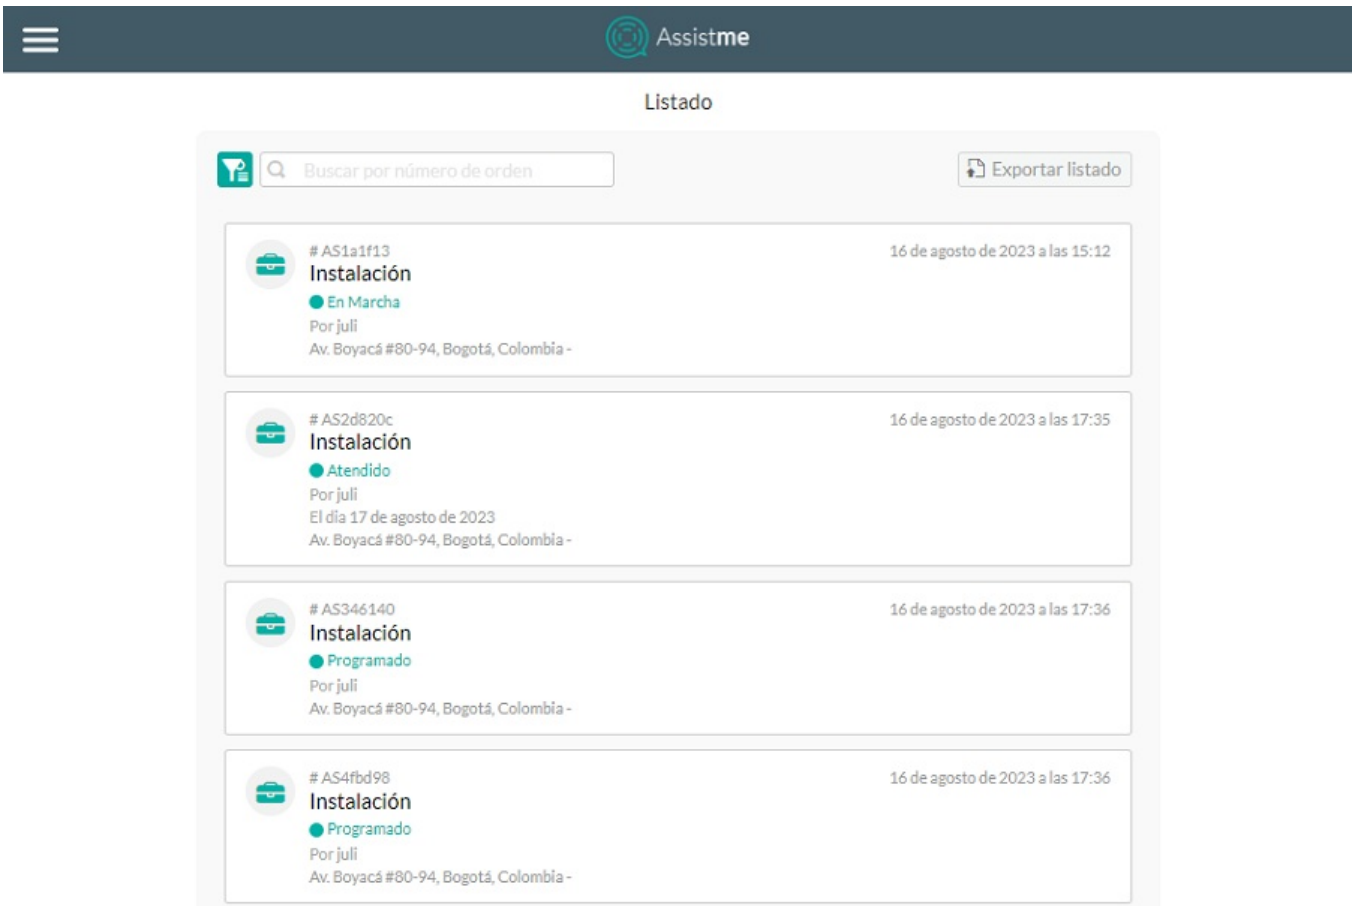 Assistme
Listado
Buscar por número de orden
Exportar listado
# AS1a1f13
16 de agosto de 2023 a las 15:12
Instalación
En Marcha
Por juli
Av. Boyacá #80-94, Bogotá, Colombia -
# AS2d820c
16 de agosto de 2023 a las 17:35
Instalación
Atendido
Por juli
El dia 17 de agosto de 2023
Av. Boyacá #80-94, Bogotá, Colombia -
# AS346140
16 de agosto de 2023 a las 17:36
Instalación
Programado
Por juli
Av. Boyacá #80-94, Bogotá, Colombia -
# AS4fbd98
16 de agosto de 2023 a las 17:36
Instalación
Programado
Por juli
Av. Boyacá #80-94, Bogotá, Colombia -